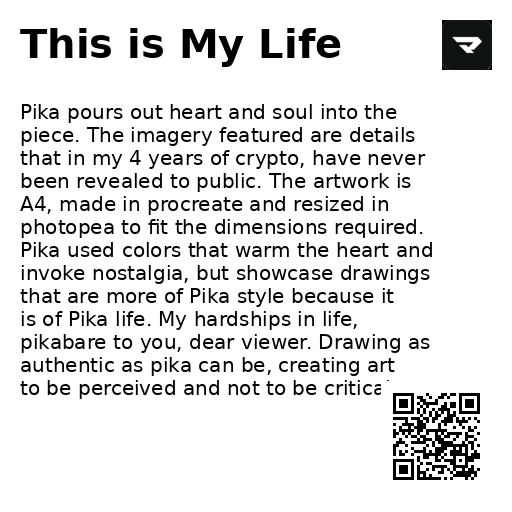 This is My Life
Pika pours out heart and soul into the
piece. The imagery featured are details
that in my 4 years of crypto, have never
been revealed to public. The artwork is
A4, made in procreate and resized in
photopea to fit the dimensions required.
Pika used colors that warm the heart and
invoke nostalgia, but showcase drawings
that are more of Pika style because it
is of Pika life. My hardships in life,
pikabare to you, dear viewer. Drawing as
authentic as pika can be, creating art
to be perceived and not to be